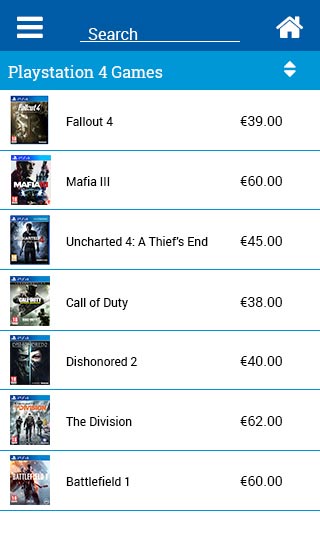 Search
Playstation 4 Games
Fallout 4 €39.00
Mafia III €60.00
Uncharted 4: A Thief's End €45.00
Call of Duty €38.00
Dishonored 2 €40.00
The Division €62.00
Battlefield 1 €60.00